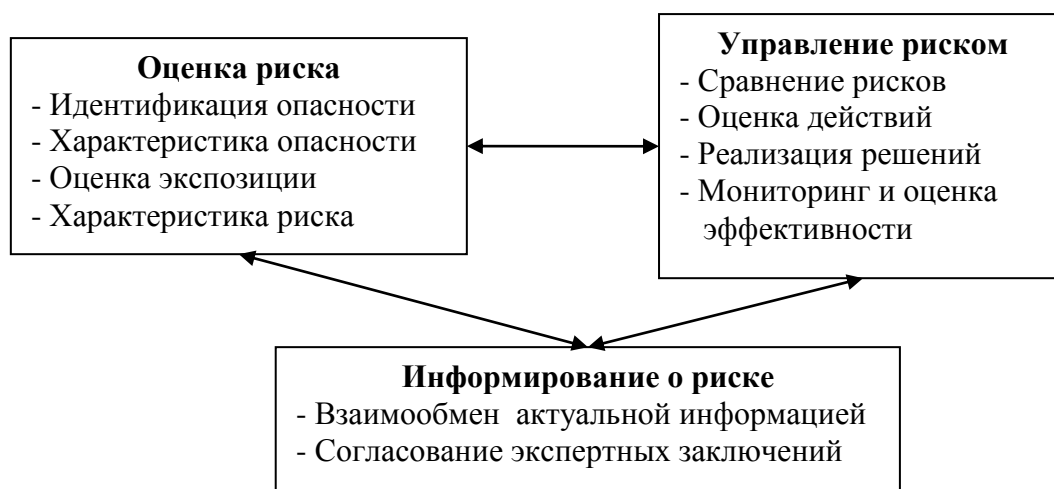 Оценка риска
- Идентификация опасности
- Характеристика опасности
- Оценка экспозиции
- Характеристика риска
Управление риском
- Сравнение рисков
- Оценка действий
- Реализация решений
- Мониторинг и оценка
эффективности
Информирование о риске
- Взаимообмен актуальной информацией
- Согласование экспертных заключений